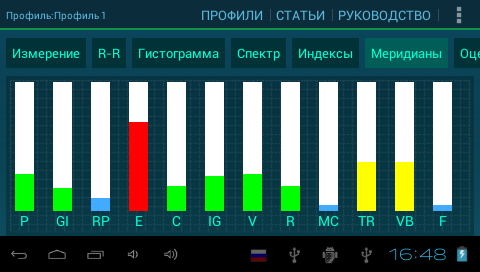 Профиль:Профиль 1
ПРОФИЛИ СТАТЬИ РУКОВОДСТВО
Измерение R-R Гистограмма Спектр Индексы Меридианы Оце
P GI RP E C IG V R MC TR VB F
16:48